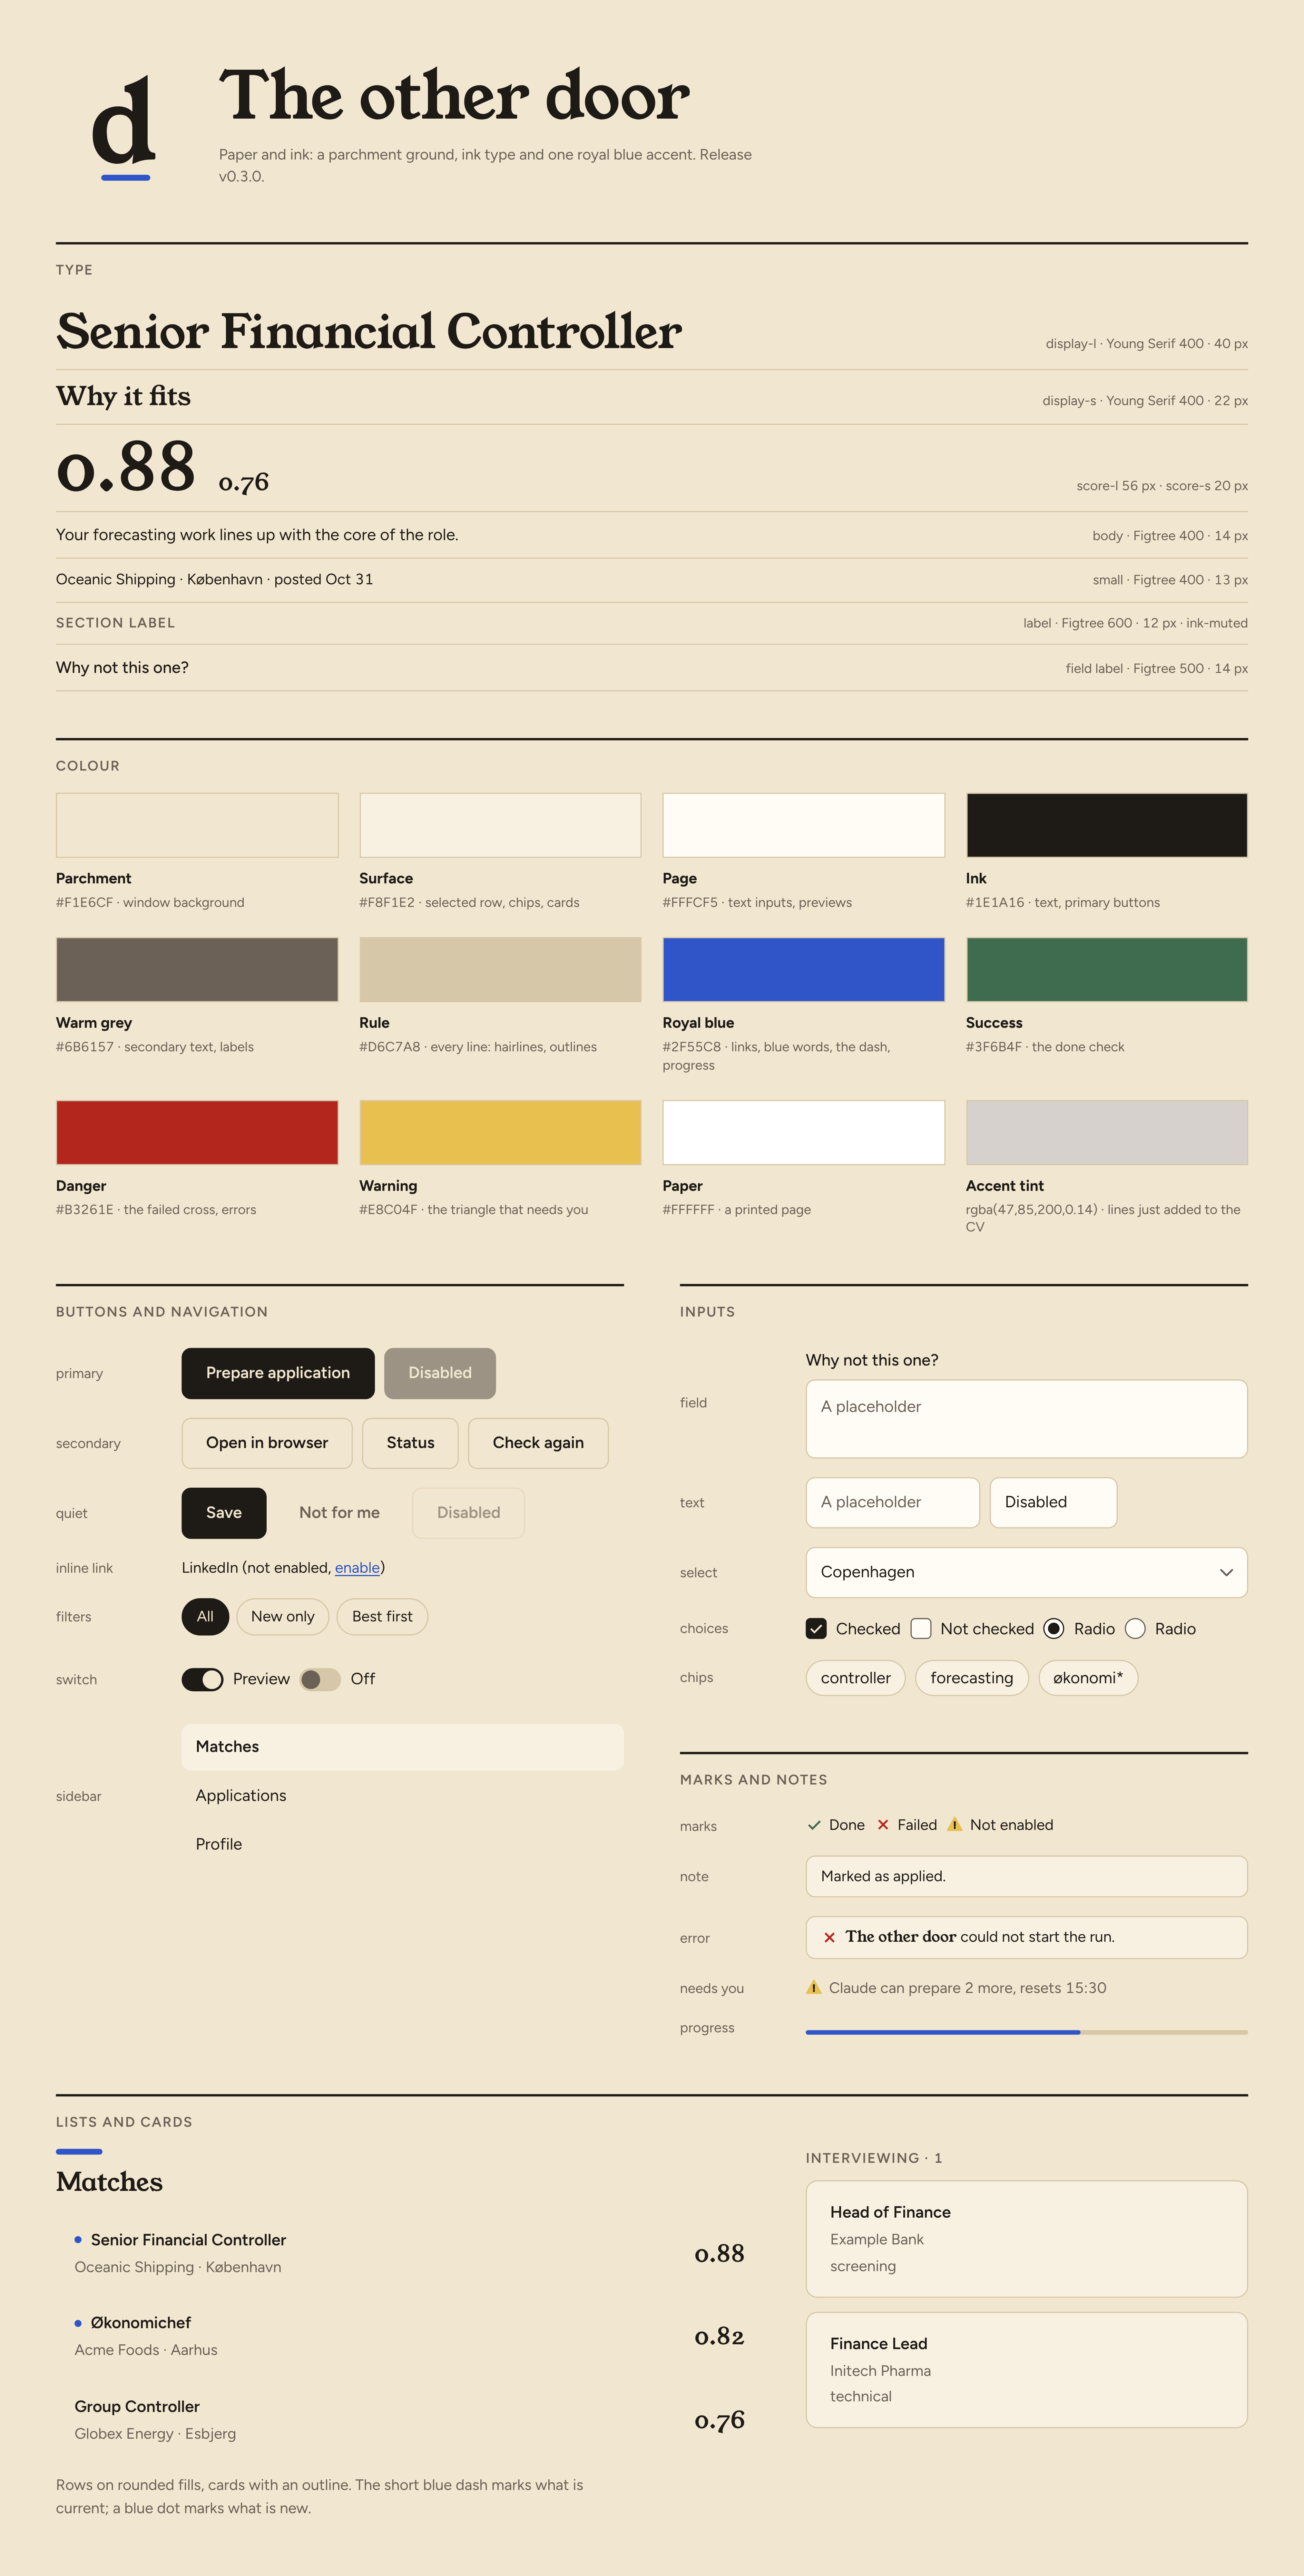 d
The other door
Paper and ink: a parchment ground, ink type and one royal blue accent. Release
v0.3.0.
TYPE
Senior Financial Controller
display-l · Young Serif 400 · 40 px
Why it fits
display-s · Young Serif 400 · 22 px
0.88 0.76
score-l 56 px · score-s 20 px
Your forecasting work lines up with the core of the role.
body · Figtree 400 · 14 px
Oceanic Shipping · København · posted Oct 31
small · Figtree 400 · 13 px
SECTION LABEL
label · Figtree 600 · 12 px · ink-muted
Why not this one?
field label · Figtree 500 · 14 px
COLOUR
Parchment
#F1E6CF · window background
Surface
#F8F1E2 · selected row, chips, cards
Page
#FFFCF5 · text inputs, previews
Ink
#1E1A16 · text, primary buttons
Warm grey
#6B6157 · secondary text, labels
Rule
#D6C7A8 · every line: hairlines, outlines
Royal blue
#2F55C8 · links, blue words, the dash,
progress
Success
#3F6B4F · the done check
Danger
#B3261E · the failed cross, errors
Warning
#E8C04F · the triangle that needs you
Paper
#FFFFFF · a printed page
Accent tint
rgba(47,85,200,0.14) · lines just added to the
CV
BUTTONS AND NAVIGATION
primary
Prepare application
Disabled
secondary
Open in browser
Status
Check again
quiet
Save
Not for me
Disabled
inline link
LinkedIn (not enabled, enable)
filters
All
New only
Best first
switch
Preview
Off
sidebar
Matches
Applications
Profile
INPUTS
Why not this one?
field
A placeholder
text
A placeholder
Disabled
select
Copenhagen
choices
Checked
Not checked
Radio
Radio
chips
controller
forecasting
økonomi*
MARKS AND NOTES
marks
Done
Failed
Not enabled
note
Marked as applied.
error
The other door could not start the run.
needs you
Claude can prepare 2 more, resets 15:30
progress
LISTS AND CARDS
Matches
Senior Financial Controller
Oceanic Shipping · København
0.88
Økonomichef
Acme Foods · Aarhus
0.82
Group Controller
Globex Energy · Esbjerg
0.76
Rows on rounded fills, cards with an outline. The short blue dash marks what is
current; a blue dot marks what is new.
INTERVIEWING · 1
Head of Finance
Example Bank
screening
Finance Lead
Initech Pharma
technical